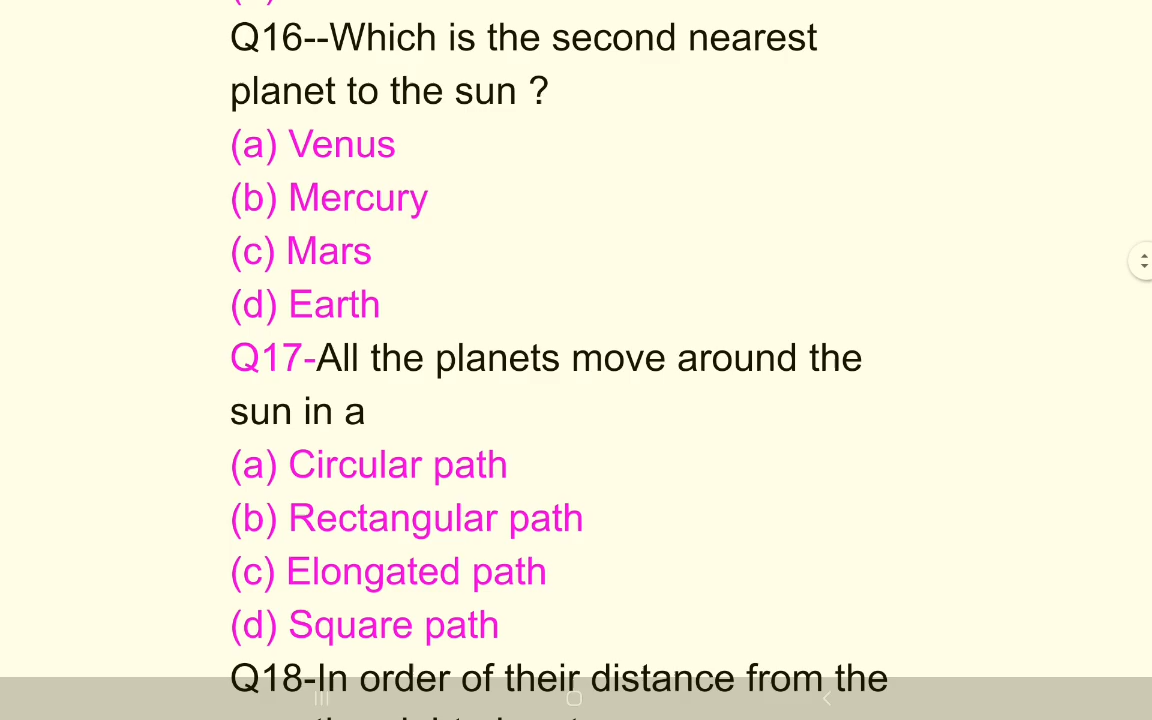 Q16--Which is the second nearest
planet to the sun ?
(a) Venus
(b) Mercury
(c) Mars
(d) Earth
Q17-All the planets move around the
sun in a
(a) Circular path
(b) Rectangular path
(c) Elongated path
(d) Square path
Q18-In order of their distance from the